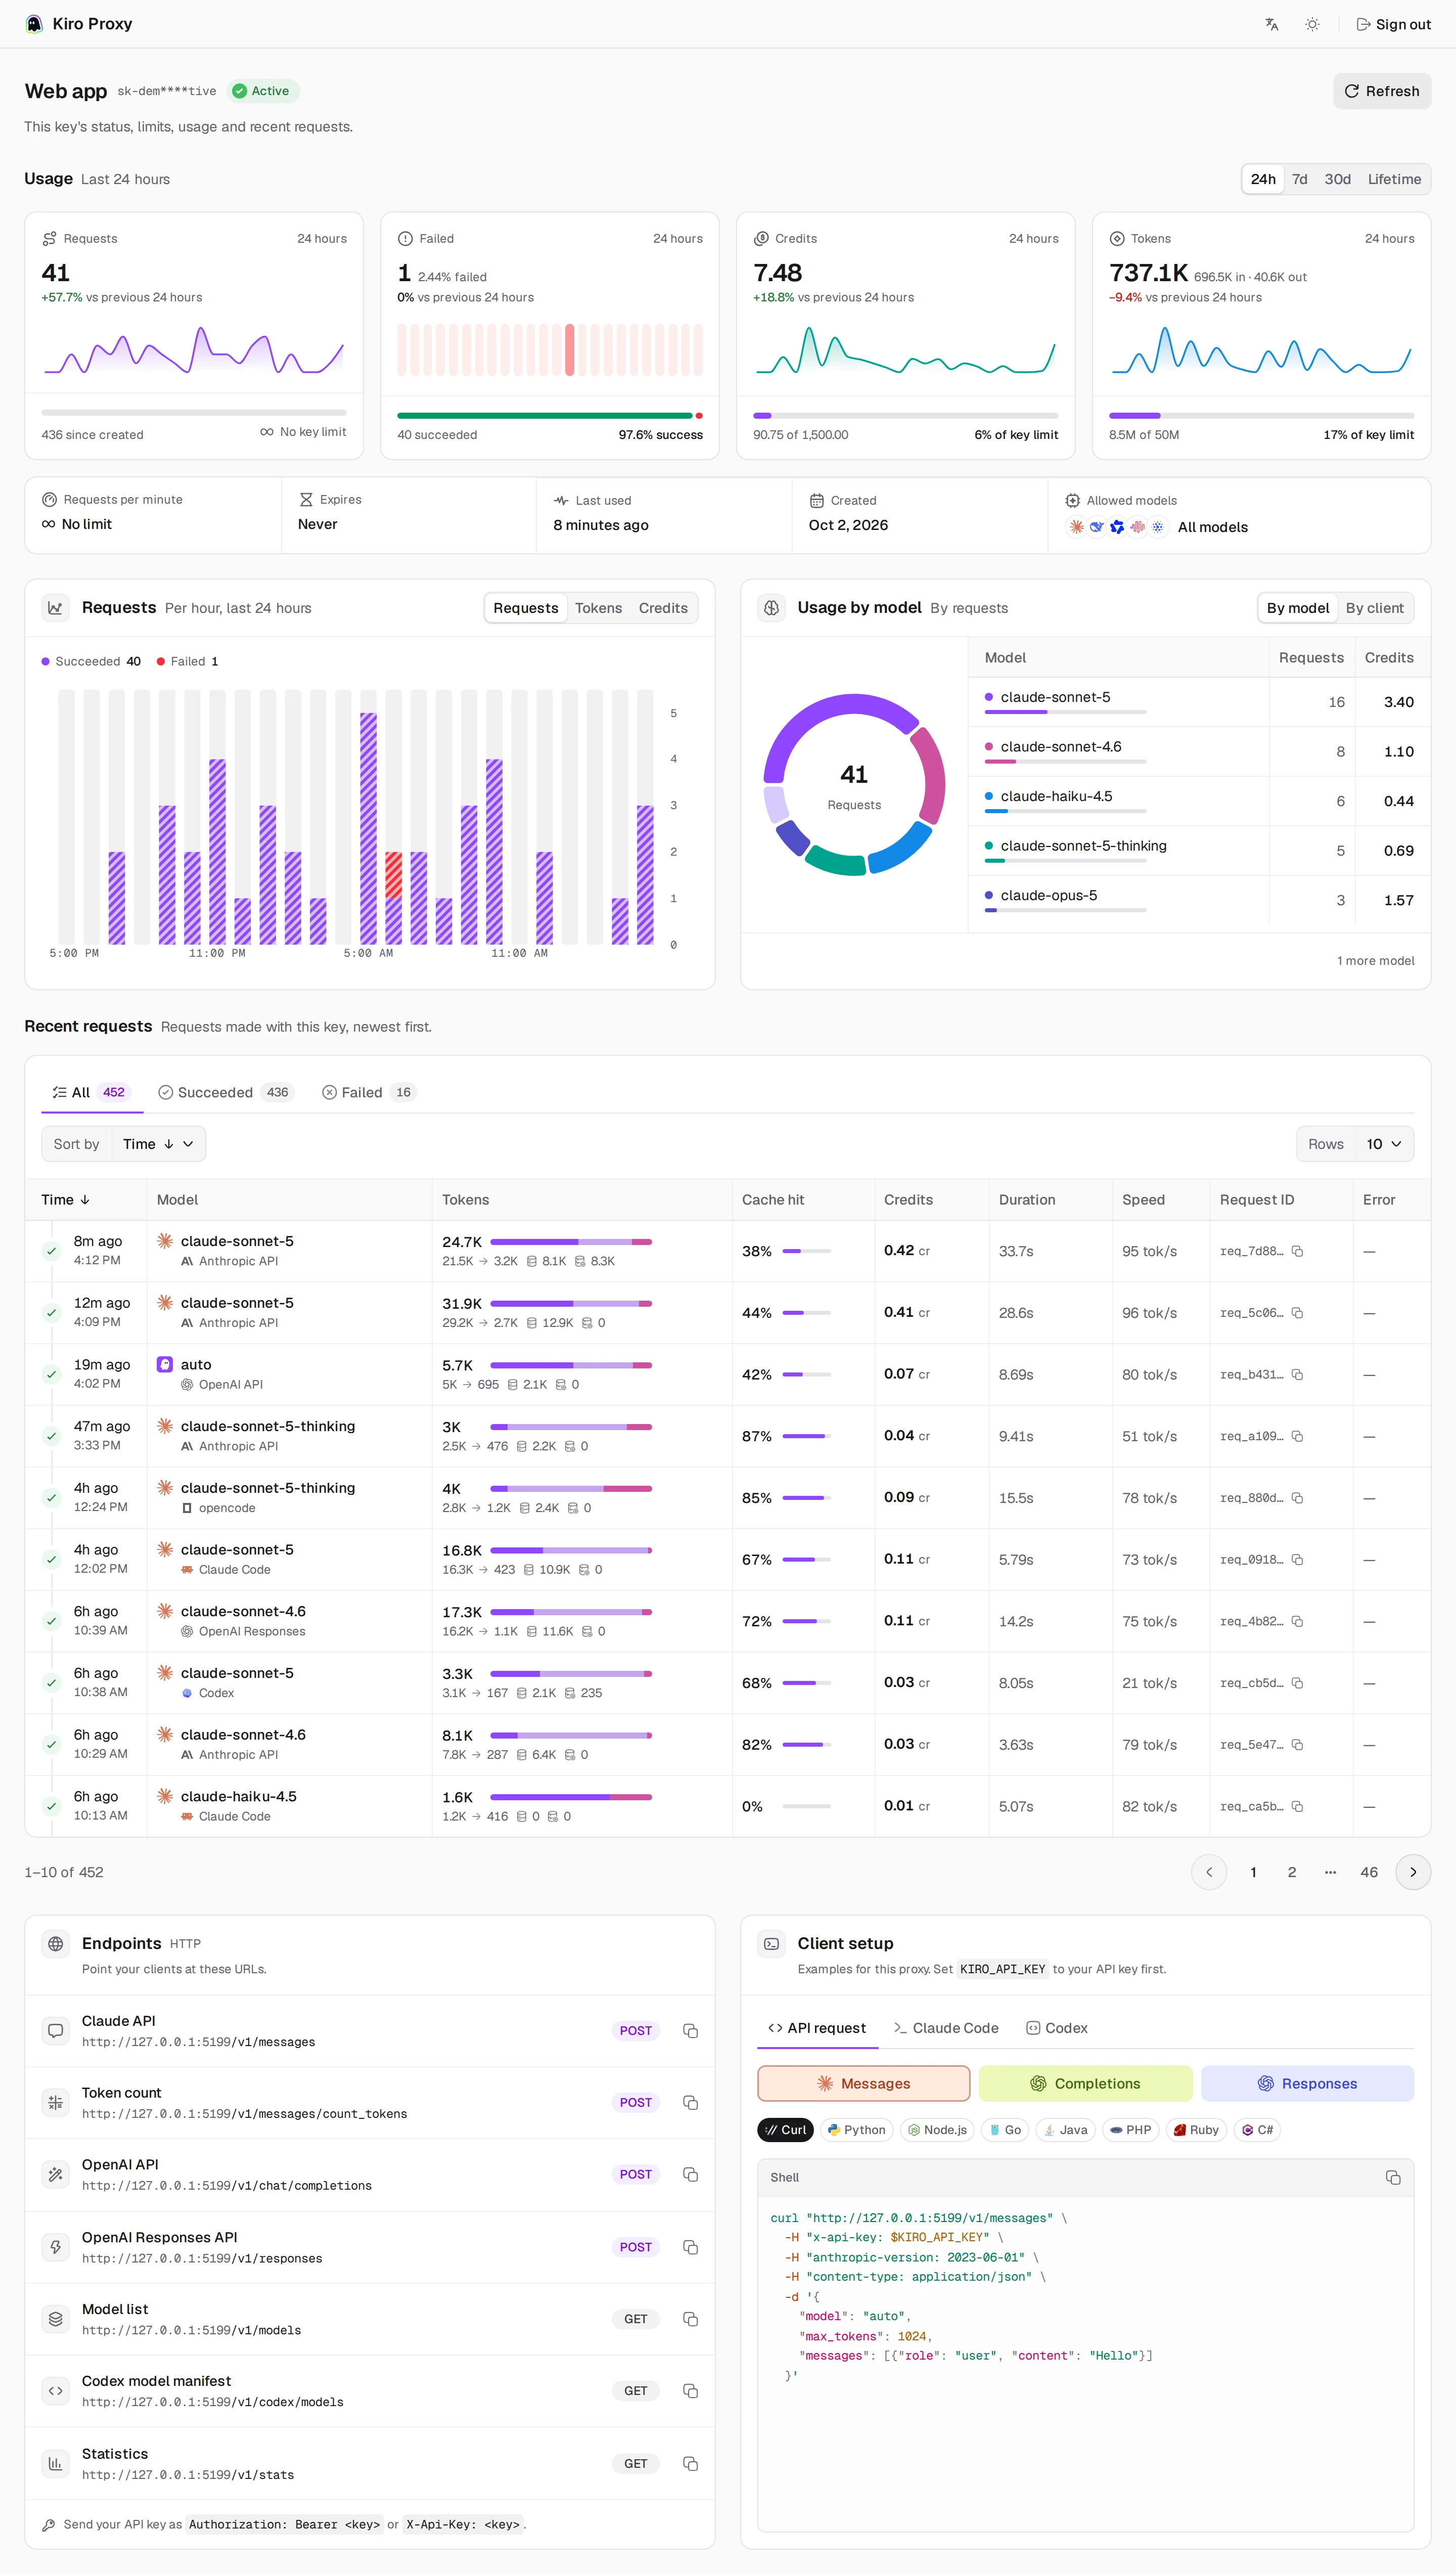 Kiro Proxy
Sign out
Web app sk-dem****tive Active
Refresh
This key's status, limits, usage and recent requests.
Usage Last 24 hours
24h 7d 30d Lifetime
Requests 24 hours
41
+57.7% vs previous 24 hours
436 since created No key limit
Failed 24 hours
1 2.44% failed
0% vs previous 24 hours
40 succeeded 97.6% success
Credits 24 hours
7.48
+18.8% vs previous 24 hours
90.75 of 1,500.00 6% of key limit
Tokens 24 hours
737.1K 696.5K in · 40.6K out
−9.4% vs previous 24 hours
8.5M of 50M 17% of key limit
Requests per minute
No limit
Expires
Never
Last used
8 minutes ago
Created
Oct 2, 2026
Allowed models
All models
Requests Per hour, last 24 hours
Requests Tokens Credits
Succeeded 40 Failed 1
5
4
3
2
1
0
5:00 PM 11:00 PM 5:00 AM 11:00 AM
Usage by model By requests
By model By client
41
Requests
Model Requests Credits
claude-sonnet-5 16 3.40
claude-sonnet-4.6 8 1.10
claude-haiku-4.5 6 0.44
claude-sonnet-5-thinking 5 0.69
claude-opus-5 3 1.57
1 more model
Recent requests Requests made with this key, newest first.
All 452 Succeeded 436 Failed 16
Sort by Time
Rows 10
Time Model Tokens Cache hit Credits Duration Speed Request ID Error
8m ago claude-sonnet-5 24.7K 38% 0.42 cr 33.7s 95 tok/s req_7d88… —
4:12 PM Anthropic API 21.5K → 3.2K 8.1K 8.3K
12m ago claude-sonnet-5 31.9K 44% 0.41 cr 28.6s 96 tok/s req_5c06… —
4:09 PM Anthropic API 29.2K → 2.7K 12.9K 0
19m ago auto 5.7K 42% 0.07 cr 8.69s 80 tok/s req_b431… —
4:02 PM OpenAI API 5K → 695 2.1K 0
47m ago claude-sonnet-5-thinking 3K 87% 0.04 cr 9.41s 51 tok/s req_a109… —
3:33 PM Anthropic API 2.5K → 476 2.2K 0
4h ago claude-sonnet-5-thinking 4K 85% 0.09 cr 15.5s 78 tok/s req_880d… —
12:24 PM opencode 2.8K → 1.2K 2.4K 0
4h ago claude-sonnet-5 16.8K 67% 0.11 cr 5.79s 73 tok/s req_0918… —
12:02 PM Claude Code 16.3K → 423 10.9K 0
6h ago claude-sonnet-4.6 17.3K 72% 0.11 cr 14.2s 75 tok/s req_4b82… —
10:39 AM OpenAI Responses 16.2K → 1.1K 11.6K 0
6h ago claude-sonnet-5 3.3K 68% 0.03 cr 8.05s 21 tok/s req_cb5d… —
10:38 AM Codex 3.1K → 167 2.1K 235
6h ago claude-sonnet-4.6 8.1K 82% 0.03 cr 3.63s 79 tok/s req_5e47… —
10:29 AM Anthropic API 7.8K → 287 6.4K 0
6h ago claude-haiku-4.5 1.6K 0% 0.01 cr 5.07s 82 tok/s req_ca5b… —
10:13 AM Claude Code 1.2K → 416 0 0
1–10 of 452
1 2 ••• 46
Endpoints HTTP
Point your clients at these URLs.
Claude API
http://127.0.0.1:5199/v1/messages
POST
Token count
http://127.0.0.1:5199/v1/messages/count_tokens
POST
OpenAI API
http://127.0.0.1:5199/v1/chat/completions
POST
OpenAI Responses API
http://127.0.0.1:5199/v1/responses
POST
Model list
http://127.0.0.1:5199/v1/models
GET
Codex model manifest
http://127.0.0.1:5199/v1/codex/models
GET
Statistics
http://127.0.0.1:5199/v1/stats
GET
Send your API key as Authorization: Bearer <key> or X-Api-Key: <key>.
Client setup
Examples for this proxy. Set KIRO_API_KEY to your API key first.
API request Claude Code Codex
Messages Completions Responses
Curl Python Node.js Go Java PHP Ruby C#
Shell
curl "http://127.0.0.1:5199/v1/messages" \
-H "x-api-key: $KIRO_API_KEY" \
-H "anthropic-version: 2023-06-01" \
-H "content-type: application/json" \
-d '{
"model": "auto",
"max_tokens": 1024,
"messages": [{"role": "user", "content": "Hello"}]
}'